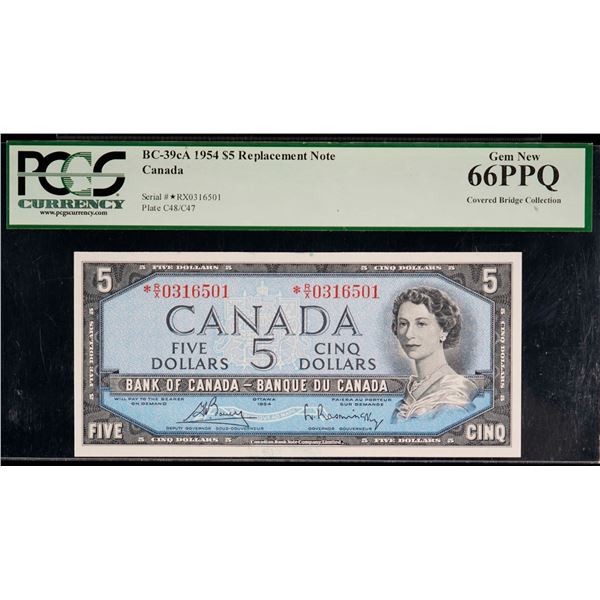 PCGS
CURRENCY
www.pcgscurrency.com
BC-39cA 1954 $5 Replacement Note
Canada
Serial #★RX0316501
Plate C48/C47
Gem New
66PPQ
Covered Bridge Collection
5 FIVE DOLLARS 5 5 CINQ DOLLARS 5
5 5
*R/X0316501 *R/X0316501
CANADA
FIVE DOLLARS 5 CINQ DOLLARS
BANK OF CANADA – BANQUE DU CANADA
WILL PAY TO THE BEARER ON DEMAND
OTTAWA 1954
PAIERA AU PORTEUR SUR DEMANDE
DEPUTY GOVERNOR SOUS-GOUVERNEUR
GOVERNOR GOUVERNEUR
FIVE CINQ
5 CINQ DOLLARS 5
Canadian Bank Note Company, Limited
5 FIVE DOLLARS 5